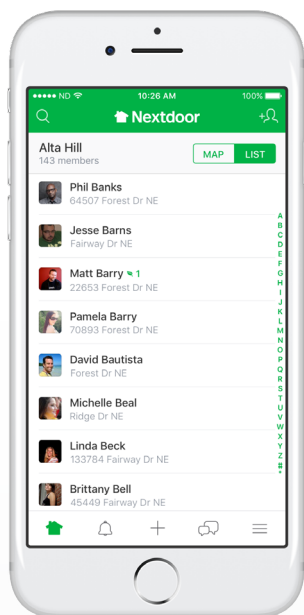 ND 10:26 AM 100%
Nextdoor
Alta Hill
143 members
MAP LIST
Phil Banks
64507 Forest Dr NE
Jesse Barns
Fairway Dr NE
Matt Barry 1
22653 Forest Dr NE
Pamela Barry
70893 Forest Dr NE
David Bautista
Forest Dr NE
Michelle Beal
Ridge Dr NE
Linda Beck
133784 Fairway Dr NE
Brittany Bell
45449 Fairway Dr NE
A
B
C
D
E
F
G
H
I
J
K
L
M
N
O
P
Q
R
S
T
U
V
W
X
Y
Z
#